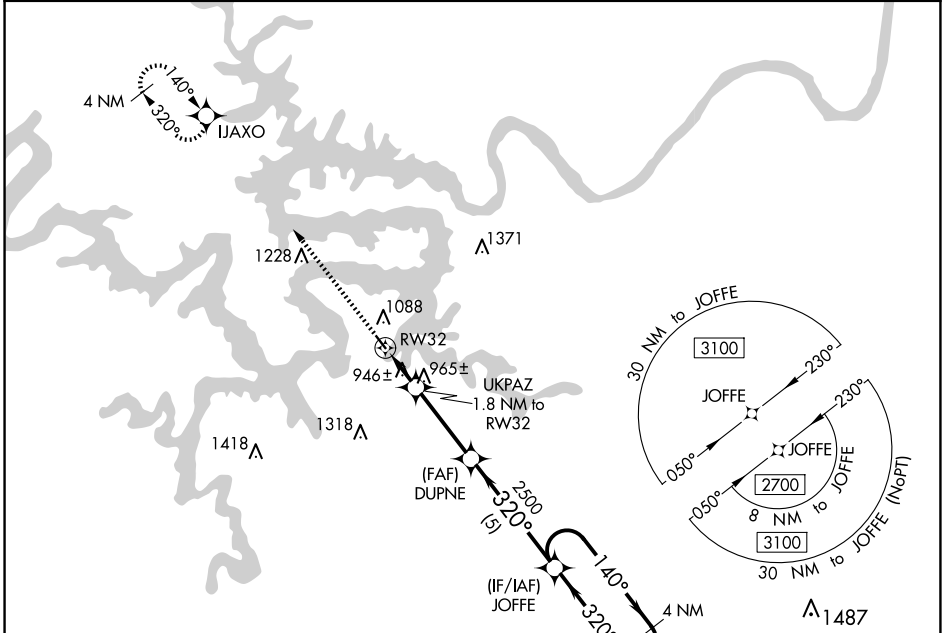 140°
4 NM
320°
IJAXO
1371
1228
1088
RW32
946±
965±
UKPAZ
1.8 NM to
RW32
1318
1418
(FAF)
DUPNE
2500
320°
(5)
(IF/IAF)
JOFFE
140°
320°
4 NM
30 NM to JOFFE
3100
230°
JOFFE
050°
230°
JOFFE
050°
2700
8 NM to JOFFE
3100
30 NM to JOFFE (NoPT)
1487